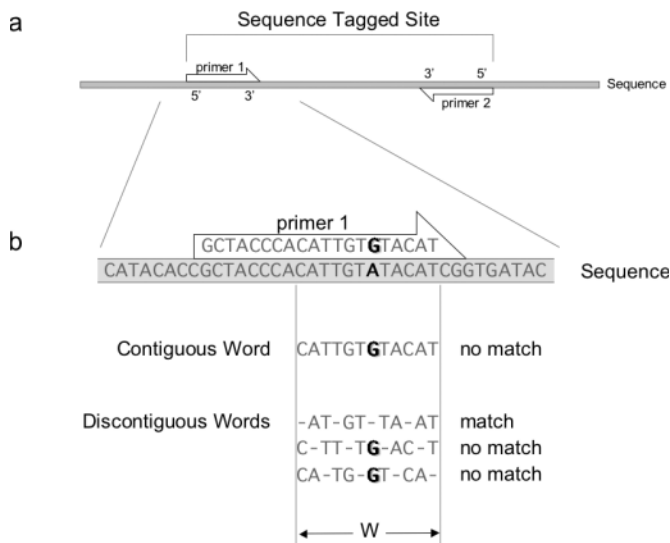 a
Sequence Tagged Site
primer 1
3’ 5’
Sequence
5’ 3’
primer 2
primer 1
b
GCTACCCACATTGTGTACAT
CATACACCGCTACCCACATTGTATACATCGGTGATAC Sequence
Contiguous Word CATTGTGTACAT no match
Discontiguous Words -AT-GT-TA-AT match
C-TT-TG-AC-T no match
CA-TG-GT-CA- no match
W